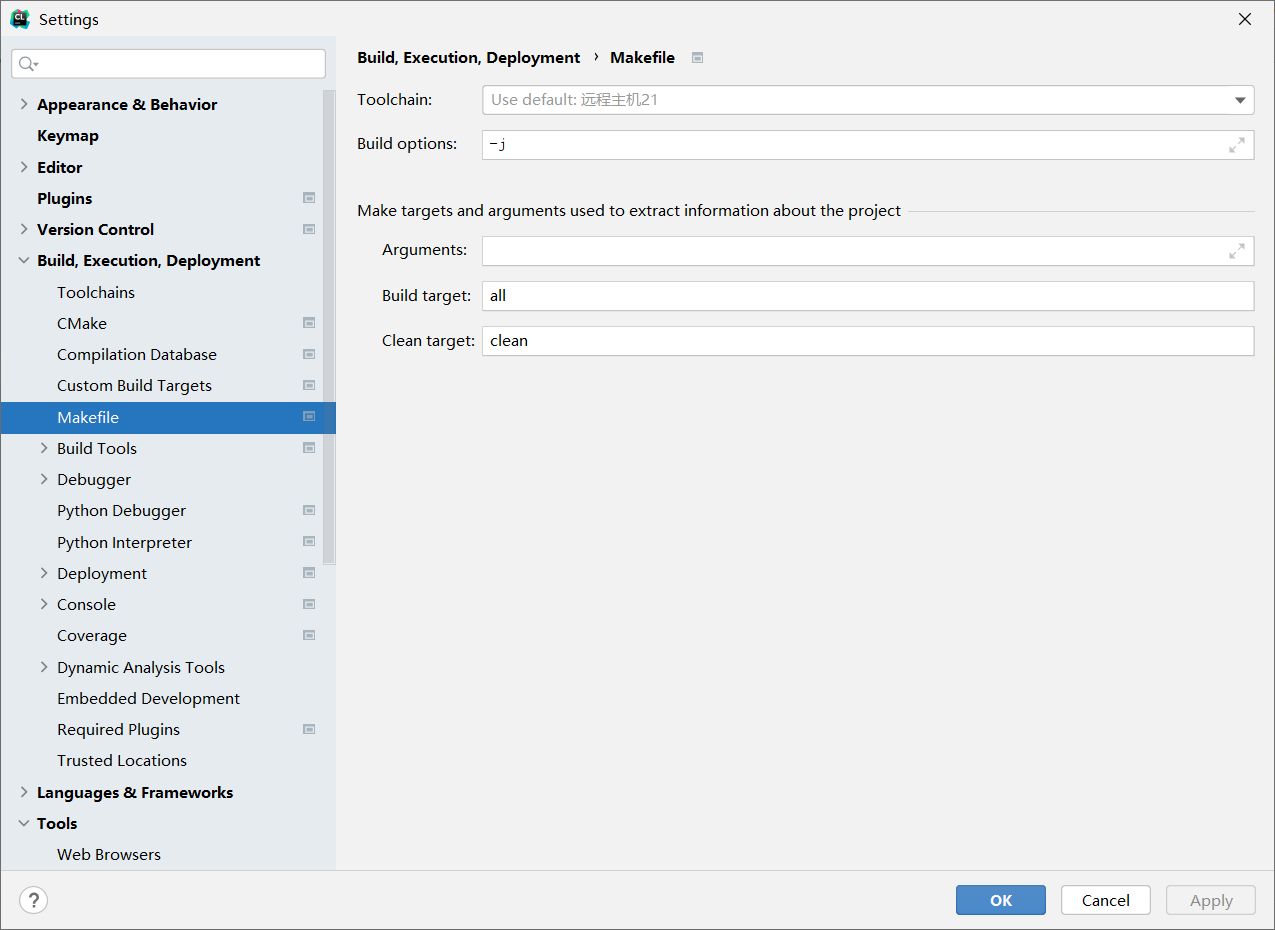 CL
Settings
Appearance & Behavior
Keymap
Editor
Plugins
Version Control
Build, Execution, Deployment
Toolchains
CMake
Compilation Database
Custom Build Targets
Makefile
Build Tools
Debugger
Python Debugger
Python Interpreter
Deployment
Console
Coverage
Dynamic Analysis Tools
Embedded Development
Required Plugins
Trusted Locations
Languages & Frameworks
Tools
Web Browsers
Build, Execution, Deployment › Makefile
Toolchain: Use default: 远程主机21
Build options: -j
Make targets and arguments used to extract information about the project
Arguments:
Build target: all
Clean target: clean
?
OK Cancel Apply